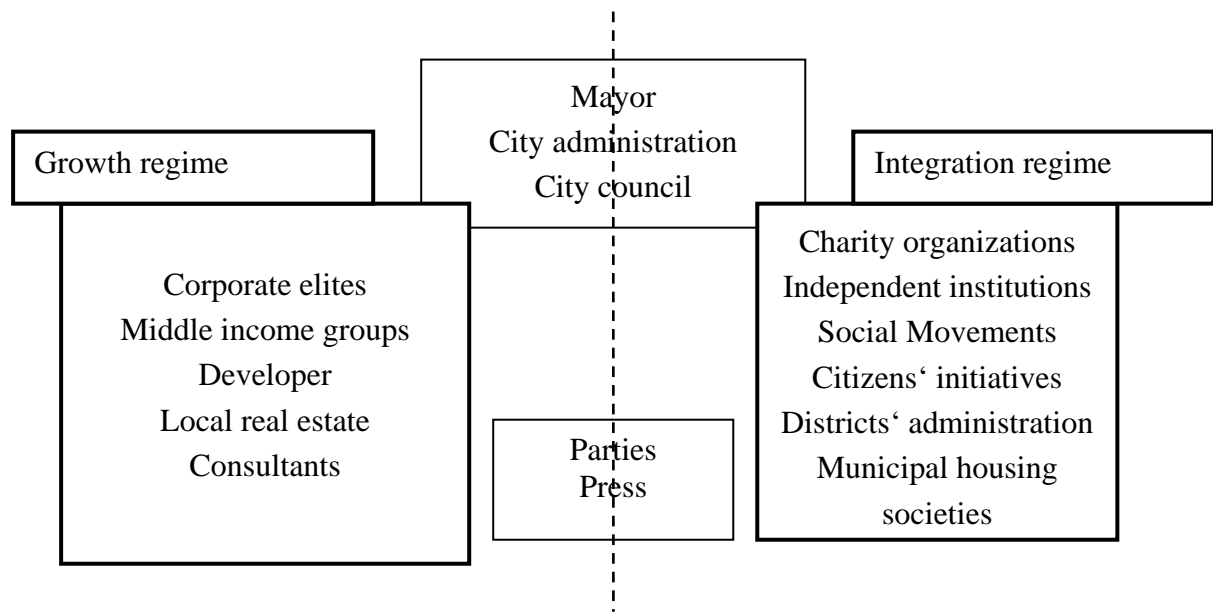 Mayor
City administration
City council
Growth regime
Integration regime
Corporate elites
Middle income groups
Developer
Local real estate
Consultants
Parties
Press
Charity organizations
Independent institutions
Social Movements
Citizens‘ initiatives
Districts‘ administration
Municipal housing
societies